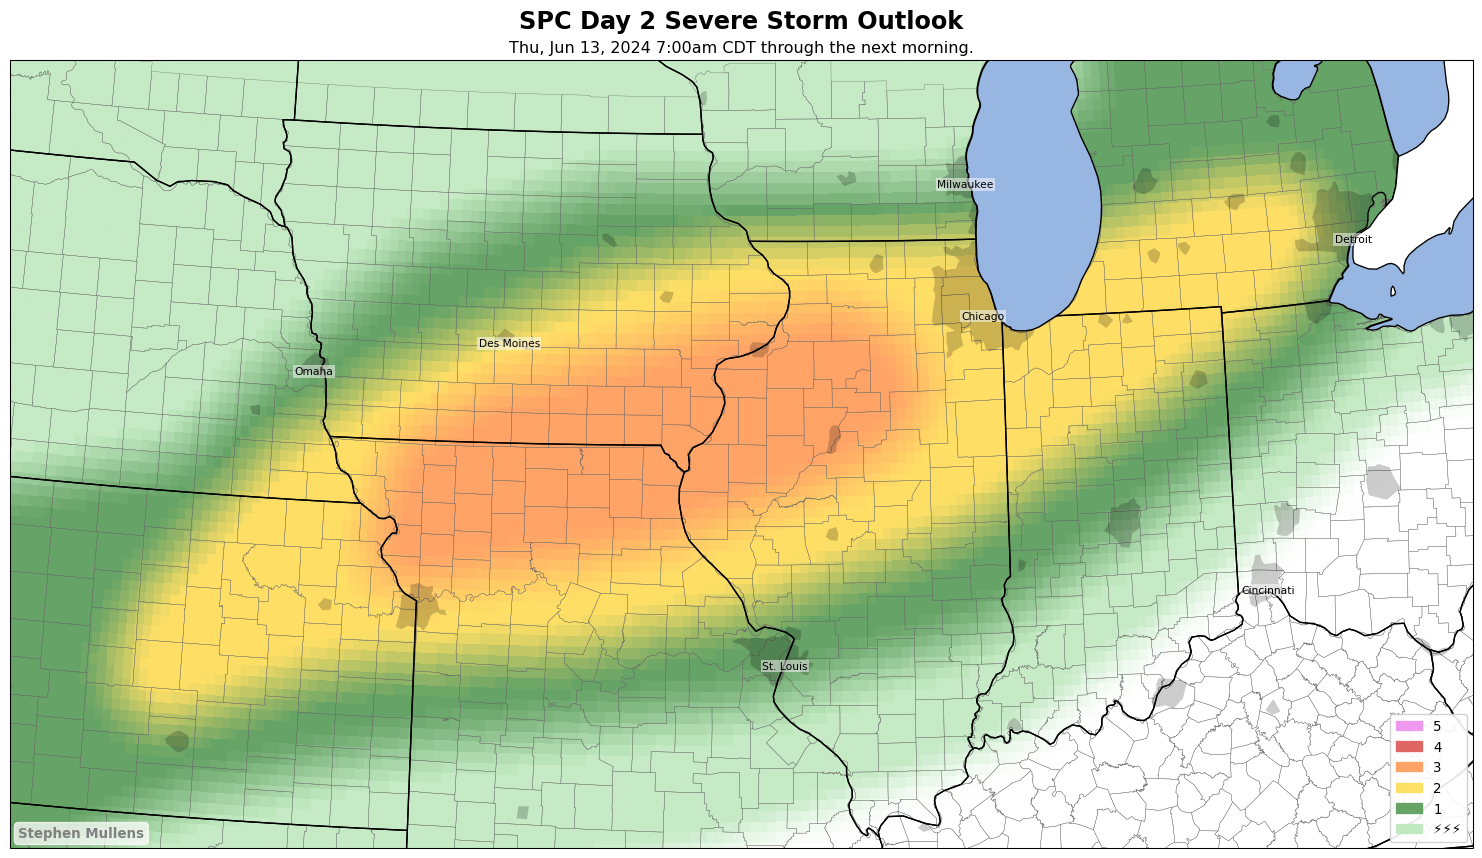 SPC Day 2 Severe Storm Outlook
Thu, Jun 13, 2024 7:00am CDT through the next morning.
Milwaukee
Detroit
Chicago
Des Moines
Omaha
Cincinnati
St. Louis
5
4
3
2
1
⚡⚡⚡
Stephen Mullens